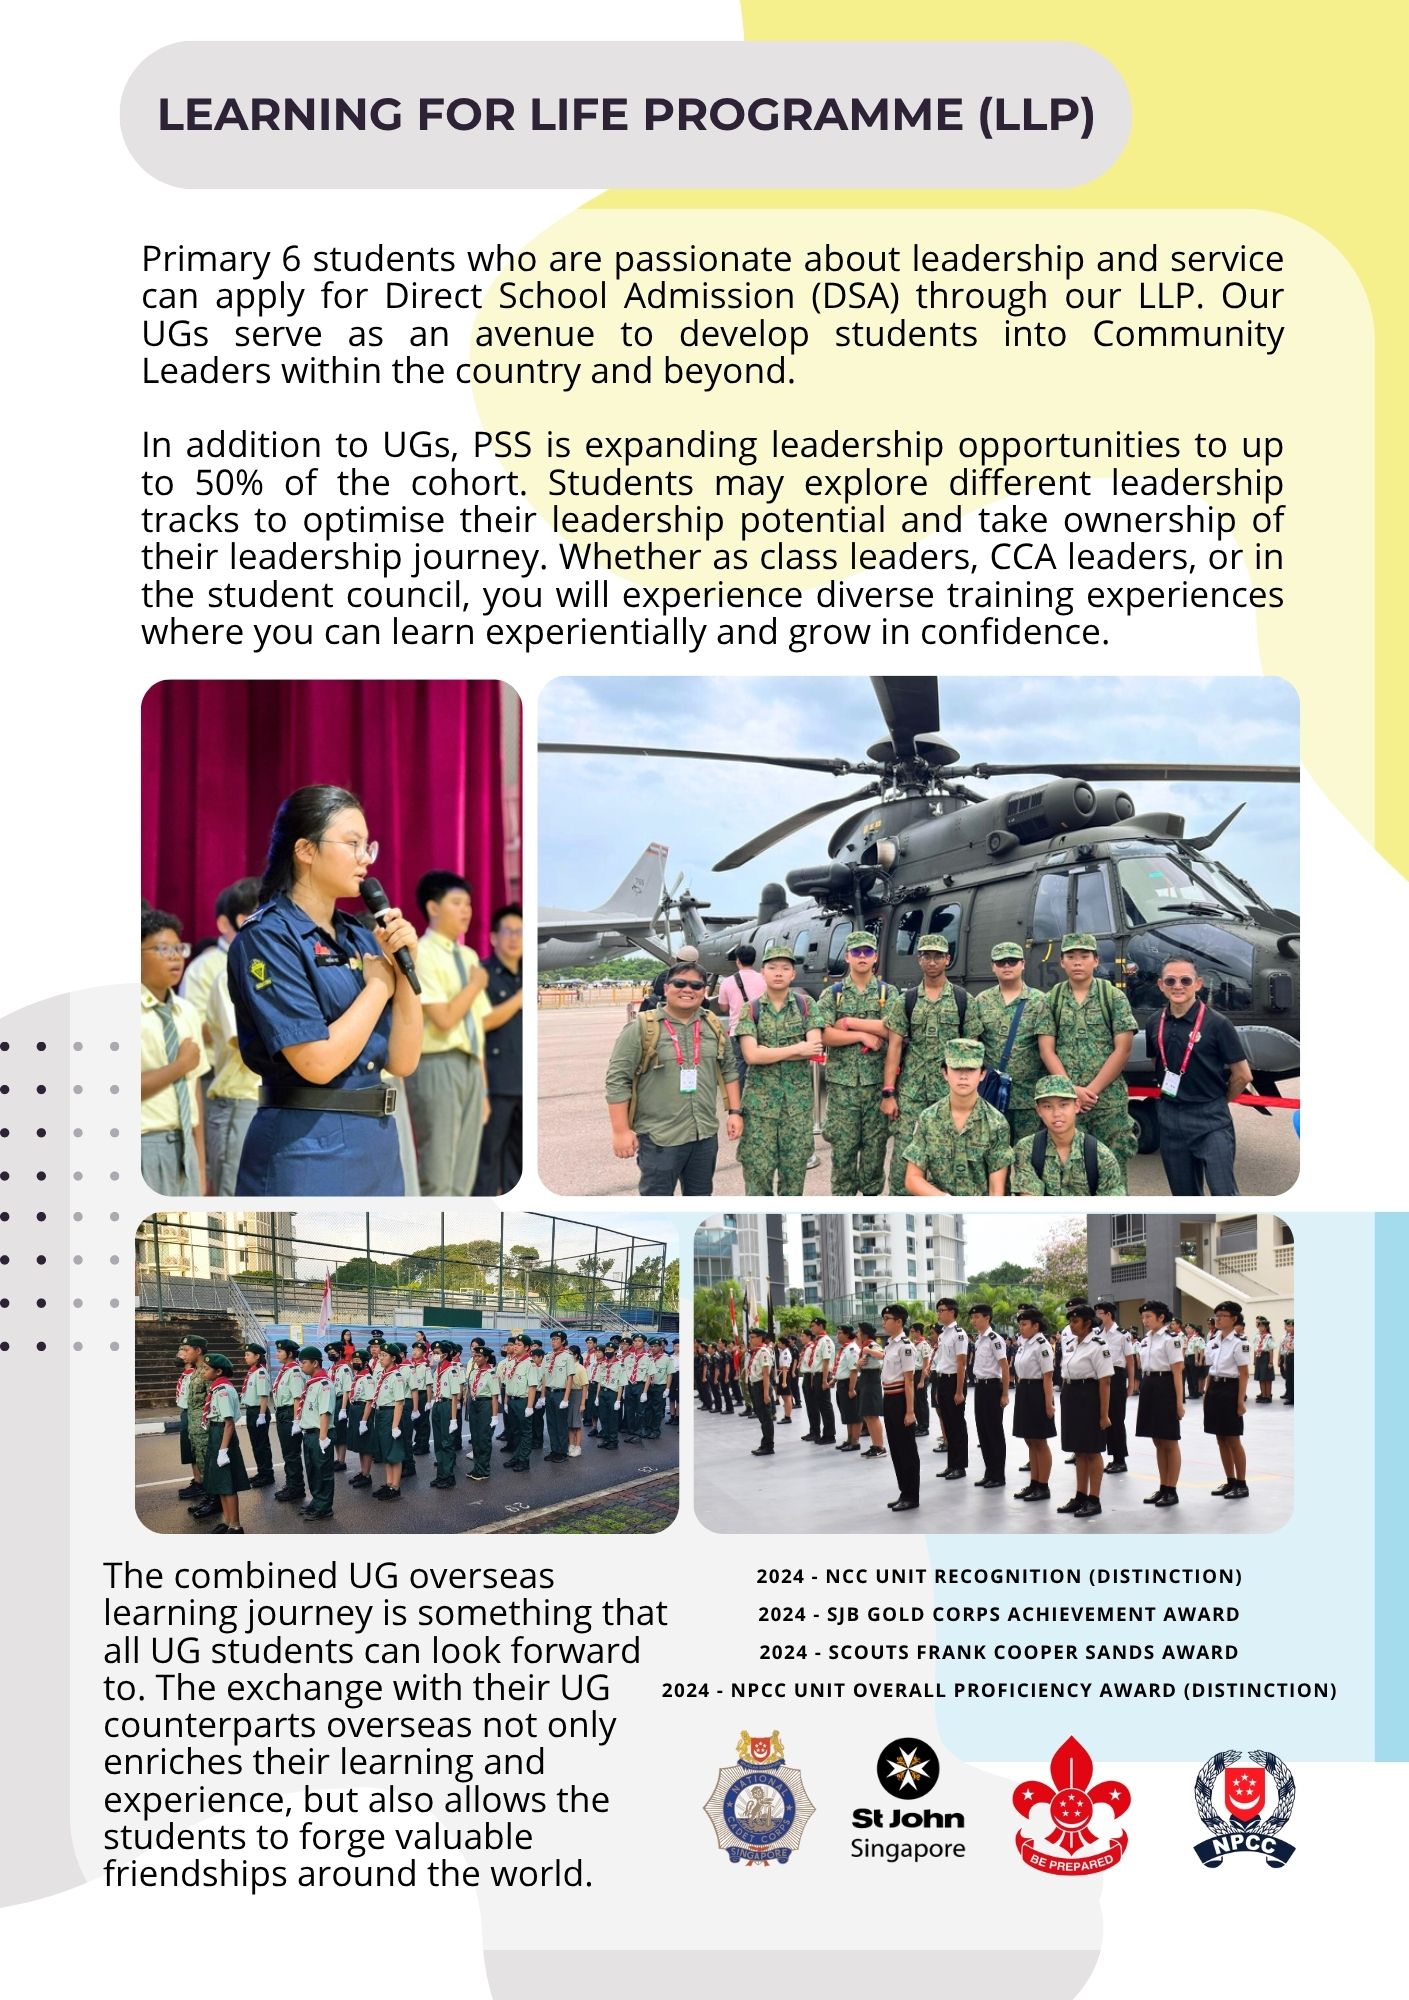 LEARNING FOR LIFE PROGRAMME (LLP)
Primary 6 students who are passionate about leadership and service
can apply for Direct School Admission (DSA) through our LLP. Our
UGs serve as an avenue to develop students into Community
Leaders within the country and beyond.
In addition to UGs, PSS is expanding leadership opportunities to up
to 50% of the cohort. Students may explore different leadership
tracks to optimise their leadership potential and take ownership of
their leadership journey. Whether as class leaders, CCA leaders, or in
the student council, you will experience diverse training experiences
where you can learn experientially and grow in confidence.
The combined UG overseas
learning journey is something that
all UG students can look forward
to. The exchange with their UG
counterparts overseas not only
enriches their learning and
experience, but also allows the
students to forge valuable
friendships around the world.
2024 - NCC UNIT RECOGNITION (DISTINCTION)
2024 - SJB GOLD CORPS ACHIEVEMENT AWARD
2024 - SCOUTS FRANK COOPER SANDS AWARD
2024 - NPCC UNIT OVERALL PROFICIENCY AWARD (DISTINCTION)
NATIONAL
CADET CORPS
SINGAPORE
St John
Singapore
BE PREPARED
NPCC